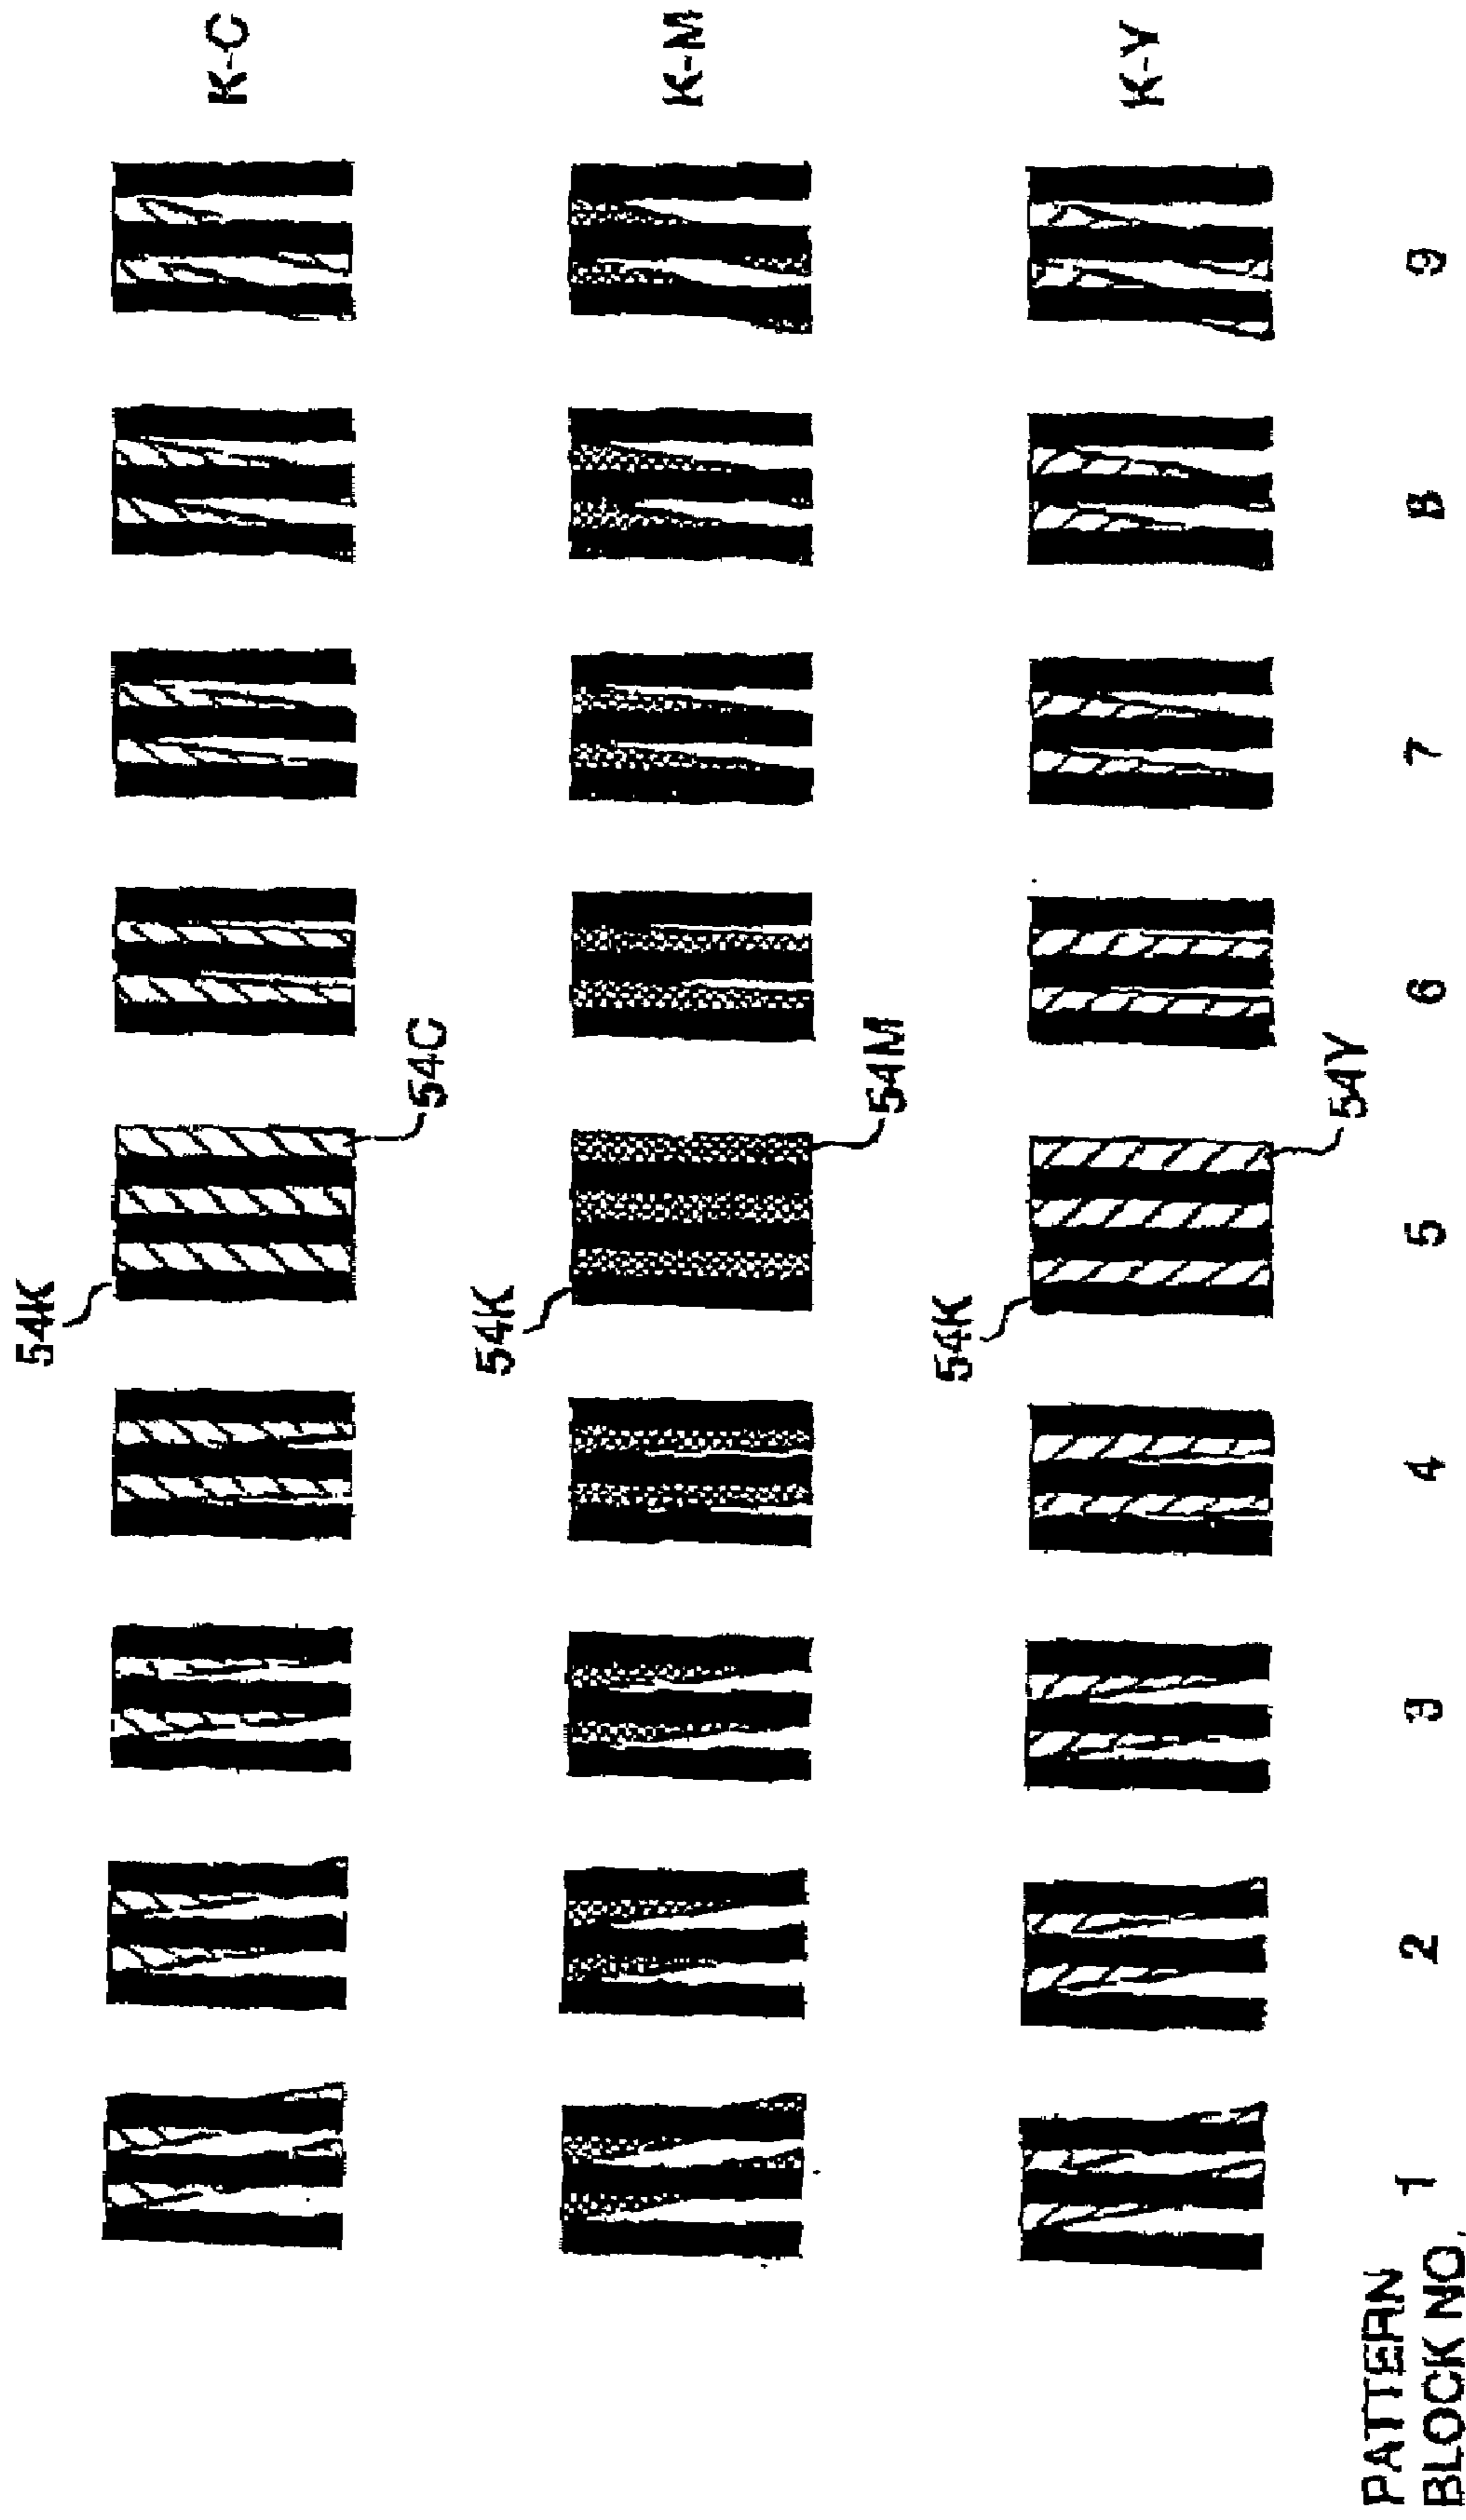 54K
54C
K-C
54K
54M
K-M
54K
54Y
K-Y
PATTERN
BLOCK NO. 1 2 3 4 5 6 7 8 9